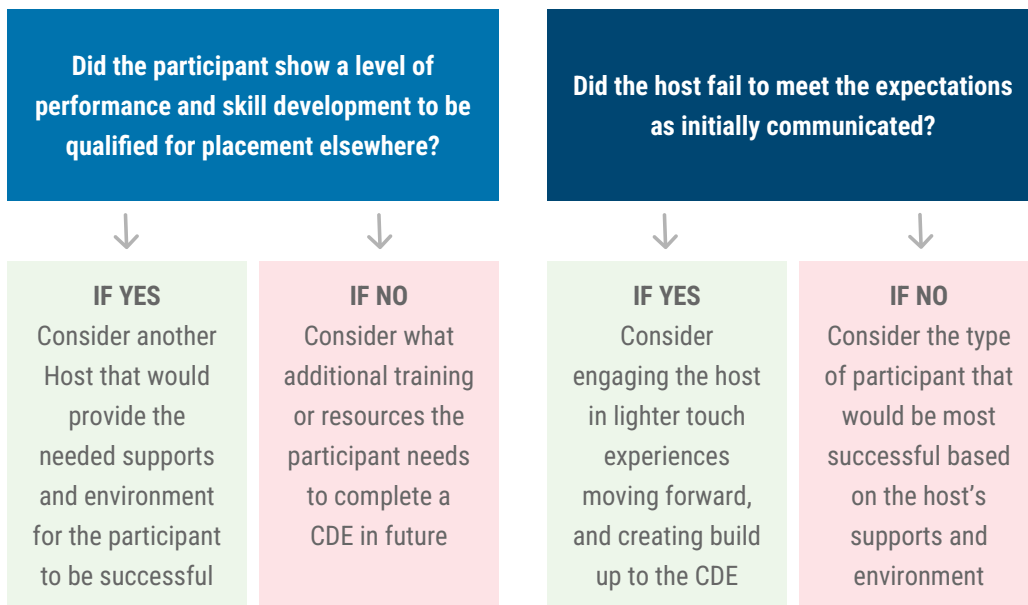 Did the participant show a level of
performance and skill development to be
qualified for placement elsewhere?
IF YES
Consider another
Host that would
provide the
needed supports
and environment
for the participant
to be successful
IF NO
Consider what
additional training
or resources the
participant needs
to complete a
CDE in future
Did the host fail to meet the expectations
as initially communicated?
IF YES
Consider
engaging the host
in lighter touch
experiences
moving forward,
and creating build
up to the CDE
IF NO
Consider the type
of participant that
would be most
successful based
on the host’s
supports and
environment